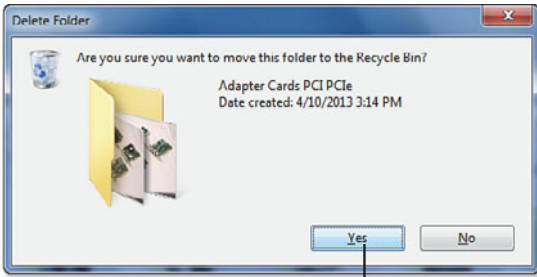 Delete Folder
Are you sure you want to move this folder to the Recycle Bin?
Adapter Cards PCI PCIe
Date created: 4/10/2013 3:14 PM
Yes
No